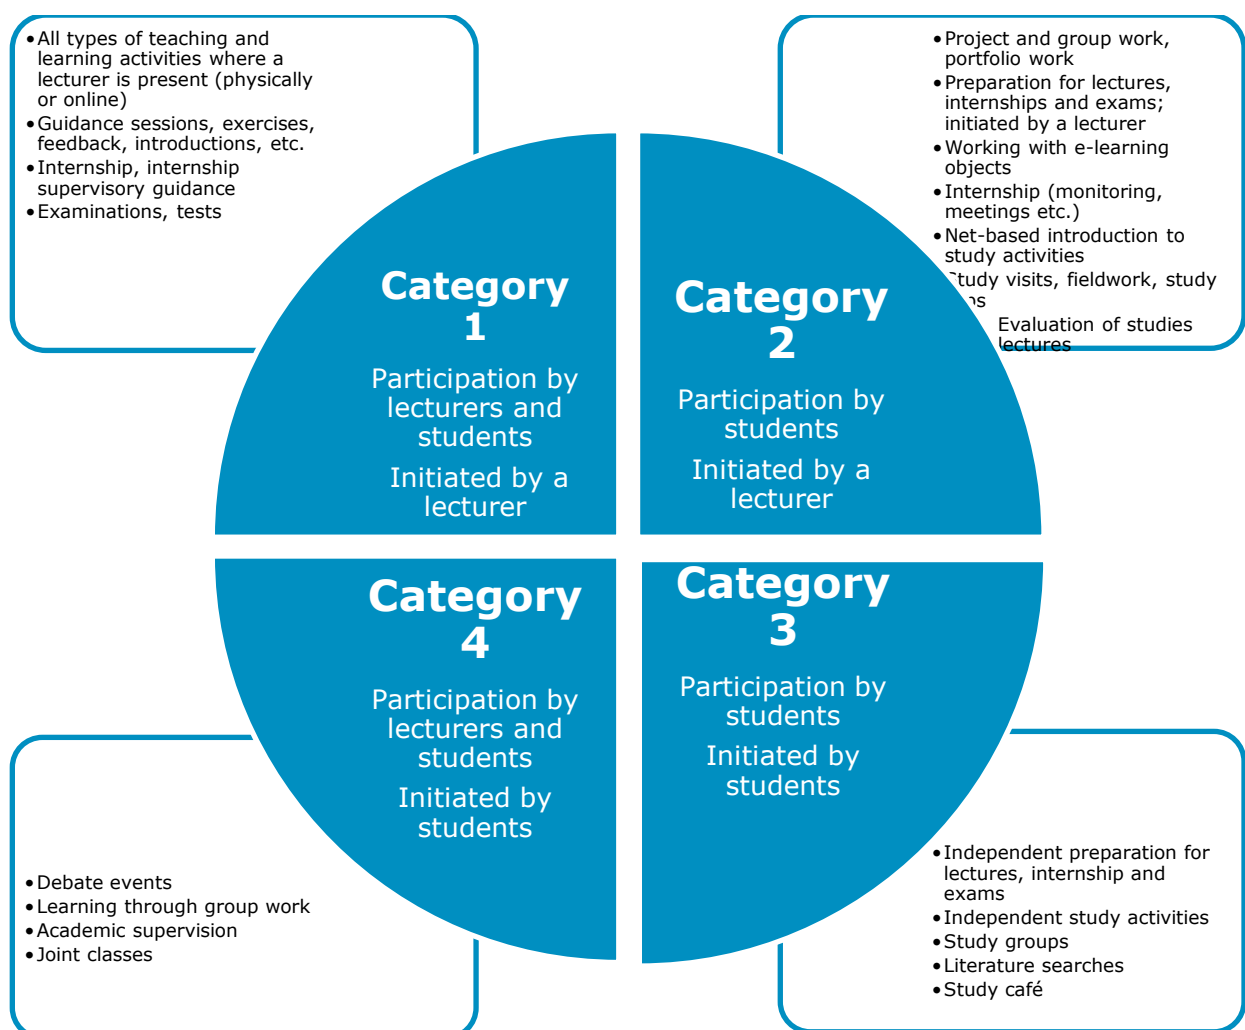 •All types of teaching and
learning activities where a
lecturer is present (physically
or online)
•Guidance sessions, exercises,
feedback, introductions, etc.
•Internship, internship
supervisory guidance
•Examinations, tests
•Project and group work,
portfolio work
•Preparation for lectures,
internships and exams;
initiated by a lecturer
•Working with e-learning
objects
•Internship (monitoring,
meetings etc.)
•Net-based introduction to
study activities
visits, fieldwork, study
Evaluation of studies
lectures
Category
1
Participation by
lecturers and
students
Initiated by a
lecturer
Category
2
Participation by
students
Initiated by a
lecturer
Category
4
Participation by
lecturers and
students
Initiated by
students
Category
3
Participation by
students
Initiated by
students
•Debate events
•Learning through group work
•Academic supervision
•Joint classes
•Independent preparation for
lectures, internship and
exams
•Independent study activities
•Study groups
•Literature searches
•Study café